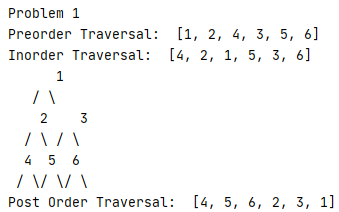 Problem 1
Preorder Traversal:  [1, 2, 4, 3, 5, 6]
Inorder Traversal:  [4, 2, 1, 5, 3, 6]
      1
   / \
    2    3
  / \ / \
  4  5  6
 / \/ \/ \
Post Order Traversal:  [4, 5, 6, 2, 3, 1]